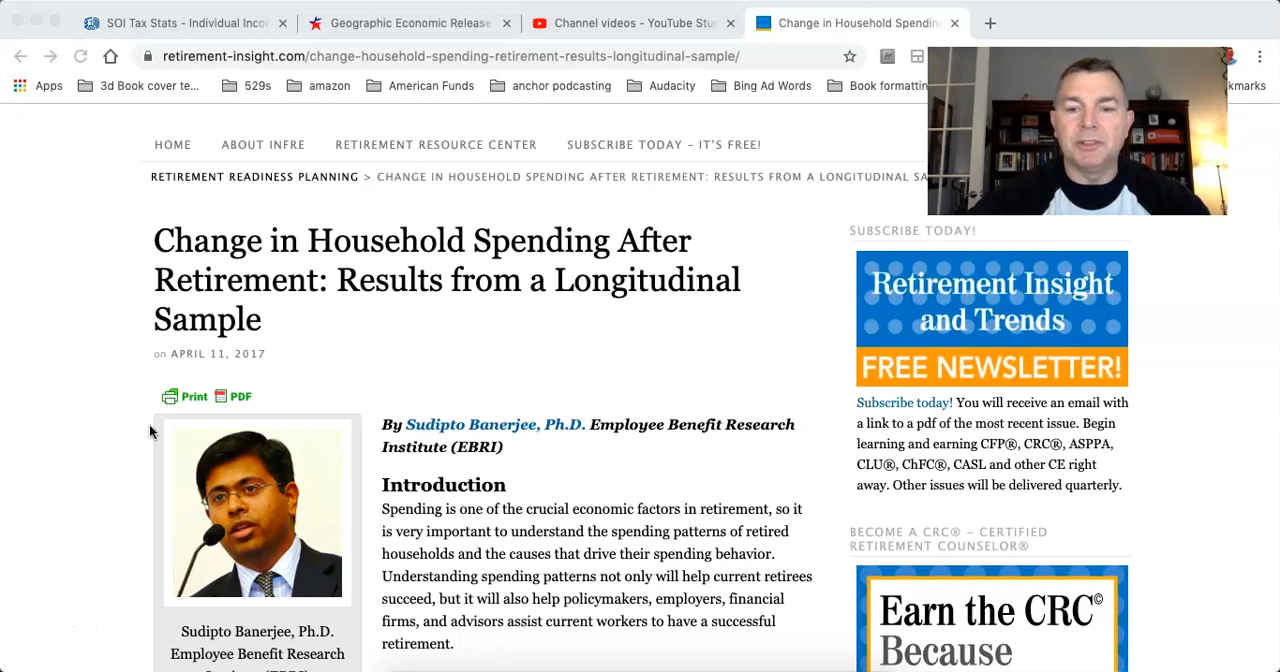 SOI Tax Stats - Individual Incor
Geographic Economic Release
Channel videos - YouTube Stu
Change in Household Spending
retirement-insight.com/change-household-spending-retirement-results-longitudinal-sample/
Apps
3d Book cover te...
529s
amazon
American Funds
anchor podcasting
Audacity
Bing Ad Words
Book formattin
kmarks
HOME
ABOUT INFRE
RETIREMENT RESOURCE CENTER
SUBSCRIBE TODAY – IT'S FREE!
RETIREMENT READINESS PLANNING > CHANGE IN HOUSEHOLD SPENDING AFTER RETIREMENT: RESULTS FROM A LONGITUDINAL SA
Change in Household Spending After
Retirement: Results from a Longitudinal
Sample
on APRIL 11, 2017
Print PDF
By Sudipto Banerjee, Ph.D. Employee Benefit Research
Institute (EBRI)
Introduction
Spending is one of the crucial economic factors in retirement, so it
is very important to understand the spending patterns of retired
households and the causes that drive their spending behavior.
Understanding spending patterns not only will help current retirees
succeed, but it will also help policymakers, employers, financial
firms, and advisors assist current workers to have a successful
retirement.
Sudipto Banerjee, Ph.D.
Employee Benefit Research
SUBSCRIBE TODAY!
Retirement Insight
and Trends
FREE NEWSLETTER!
Subscribe today! You will receive an email with
a link to a pdf of the most recent issue. Begin
learning and earning CFP®, CRC®, ASPPA,
CLU®, ChFC®, CASL and other CE right
away. Other issues will be delivered quarterly.
BECOME A CRC® – CERTIFIED
RETIREMENT COUNSELOR®
Earn the CRC©
Because